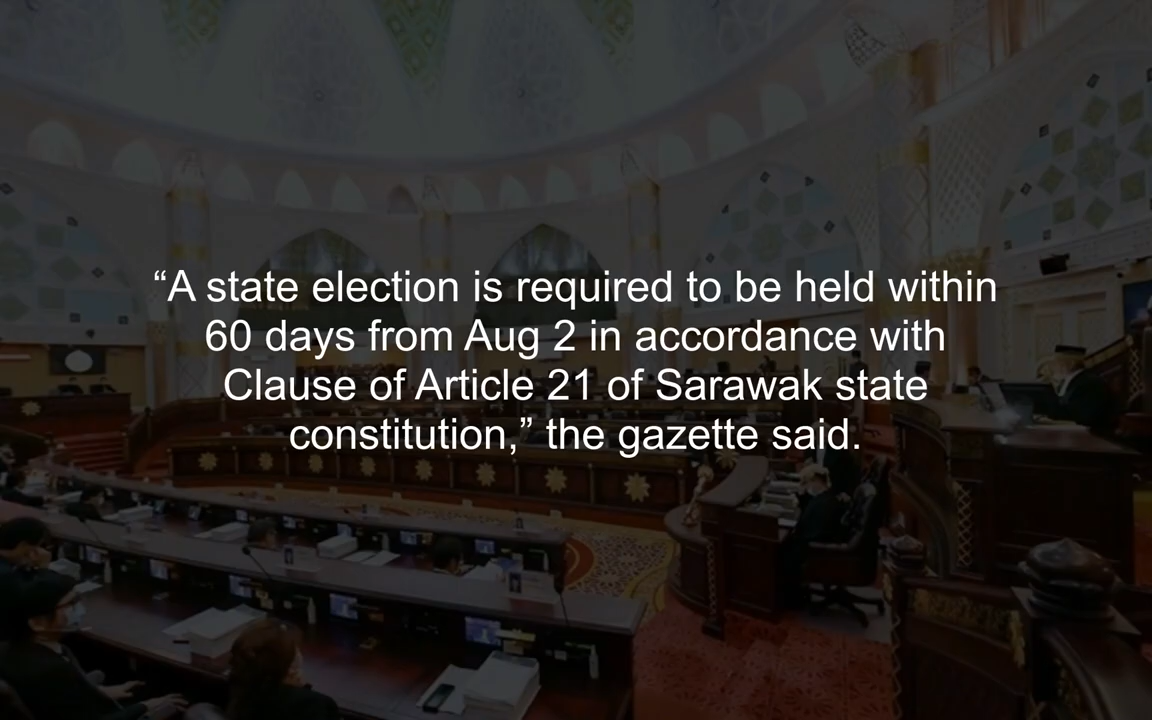 “A state election is required to be held within
60 days from Aug 2 in accordance with
Clause of Article 21 of Sarawak state
constitution,” the gazette said.